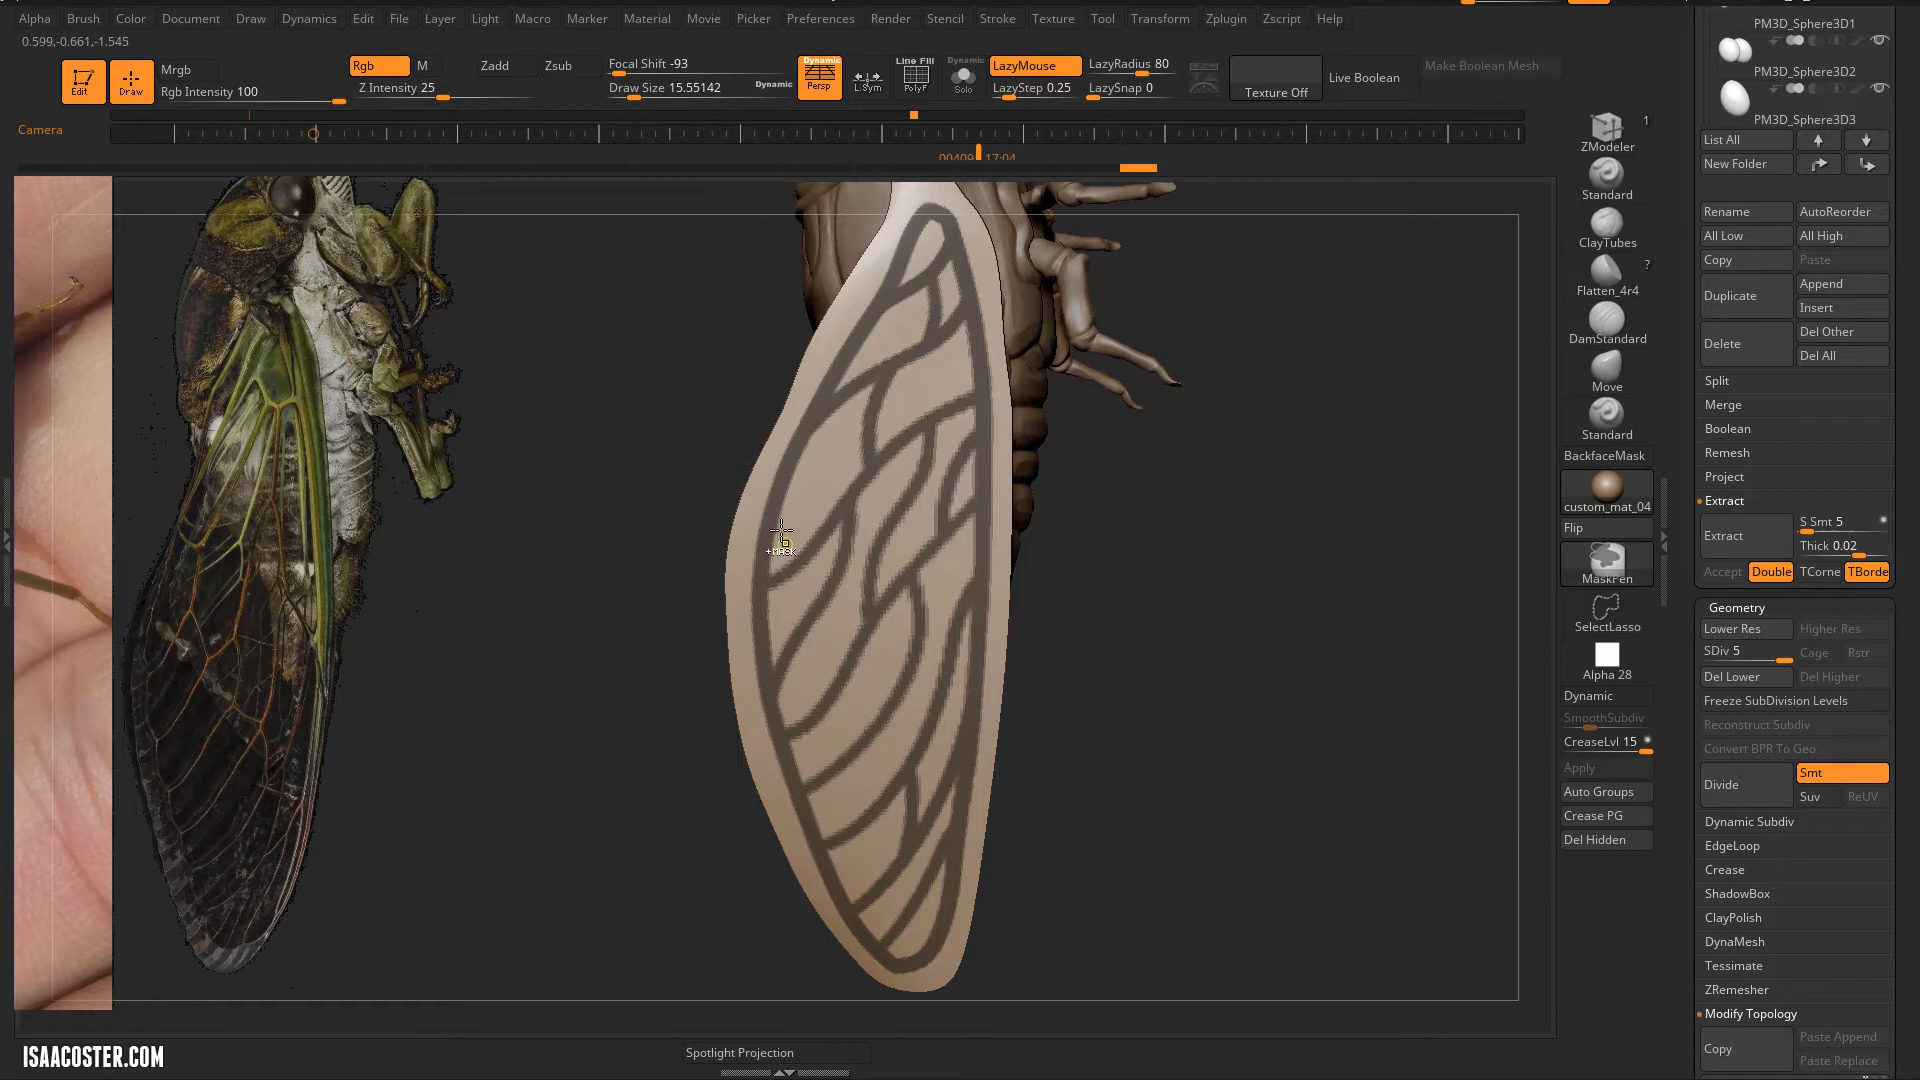 Alpha Brush Color Document Draw Dynamics Edit File Layer Light Macro Marker Material Movie Picker Preferences Render Stencil Stroke Texture Tool Transform Zplugin Zscript Help
0.599,-0.661,-1.545
Edit
Draw
Mrgb
Rgb
M
Zadd
Zsub
Rgb Intensity 100
Z Intensity 25
Focal Shift -93
Draw Size 15.55142
Dynamic
Dynamic
Persp
L.Sym
Line Fill
PolyF
Dynamic
Solo
LazyMouse
LazyRadius 80
LazyStep 0.25
LazySnap 0
Texture Off
Live Boolean
Make Boolean Mesh
Camera
00409 17:04
+MASK
ZModeler
1
Standard
ClayTubes
Flatten_4r4
?
DamStandard
Move
Standard
BackfaceMask
custom_mat_04
Flip
MaskPen
SelectLasso
Alpha 28
Dynamic
SmoothSubdiv
CreaseLvl 15
Apply
Auto Groups
Crease PG
Del Hidden
PM3D_Sphere3D1
PM3D_Sphere3D2
PM3D_Sphere3D3
List All
New Folder
Rename AutoReorder
All Low All High
Copy Paste
Duplicate Append
Insert
Delete Del Other
Del All
Split
Merge
Boolean
Remesh
Project
Extract
Extract S Smt 5
Thick 0.02
Accept Double TCorne TBorde
Geometry
Lower Res Higher Res
SDiv 5 Cage Rstr
Del Lower Del Higher
Freeze SubDivision Levels
Reconstruct Subdiv
Convert BPR To Geo
Divide Smt
Suv ReUV
Dynamic Subdiv
EdgeLoop
Crease
ShadowBox
ClayPolish
DynaMesh
Tessimate
ZRemesher
Modify Topology
Copy Paste Append
Paste Replace
ISAACOSTER.COM
Spotlight Projection